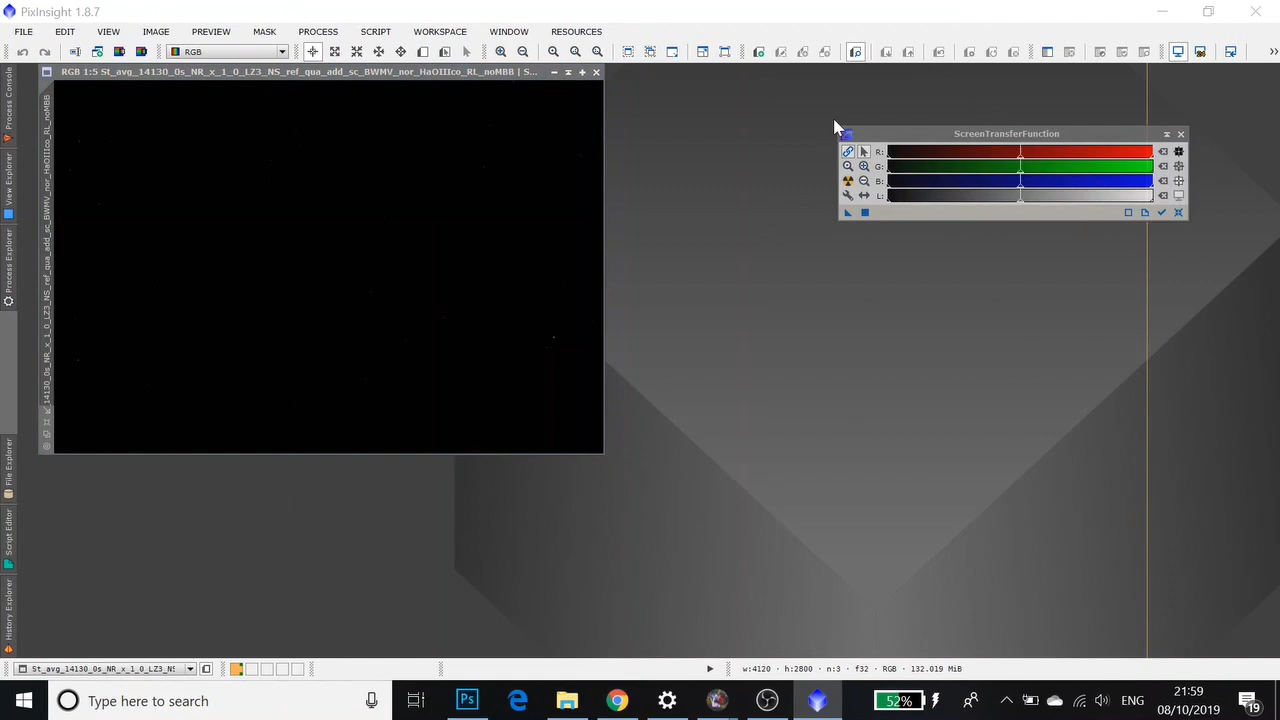 PixInsight 1.8.7
FILE EDIT VIEW IMAGE PREVIEW MASK PROCESS SCRIPT WORKSPACE WINDOW RESOURCES
RGB
RGB 1:5 St_avg_14130_0s_NR_x_1_0_LZ3_NS_ref_qua_add_sc_BWMV_nor_HaOIIIco_RL_noMBB | S...
14130_0s_NR_x_1_0_LZ3_NS_ref_qua_add_sc_BWMV_nor_HaOIIIco_RL_noMBB
Process Console
View Explorer
Process Explorer
File Explorer
Script Editor
History Explorer
ScreenTransferFunction
R:
G:
B:
L:
St_avg_14130_0s_NR_x_1_0_LZ3_NS
w:4120 · h:2800 · n:3 · f32 · RGB · 132.019 MiB
Type here to search
Ps
52%
ENG
21:59
08/10/2019
19